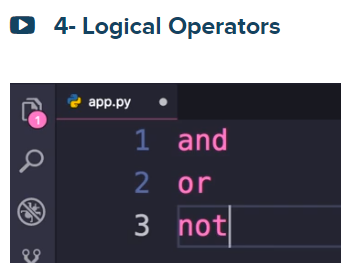 4- Logical Operators
app.py
1
1 and
2 or
3 not